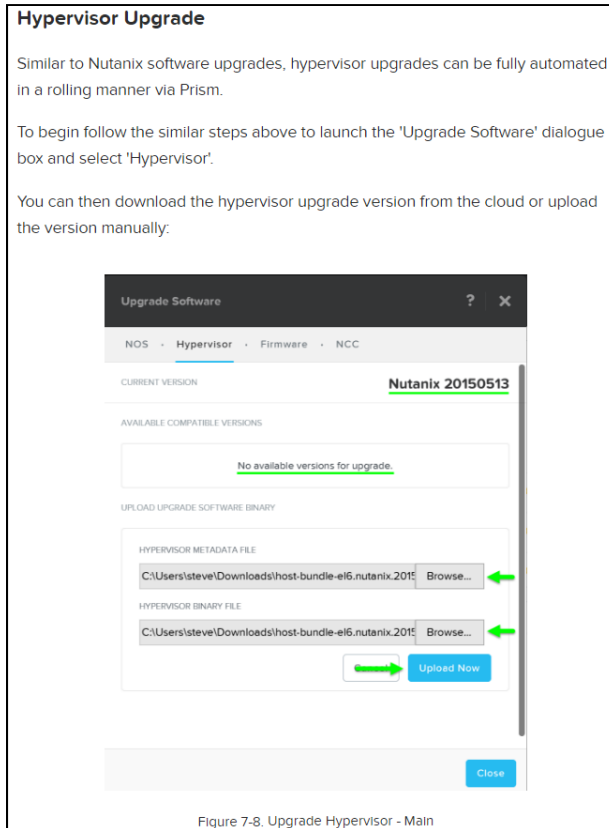 Hypervisor Upgrade
Similar to Nutanix software upgrades, hypervisor upgrades can be fully automated
in a rolling manner via Prism.
To begin follow the similar steps above to launch the 'Upgrade Software' dialogue
box and select 'Hypervisor'.
You can then download the hypervisor upgrade version from the cloud or upload
the version manually:
Upgrade Software ? ×
NOS · Hypervisor · Firmware · NCC
CURRENT VERSION Nutanix 20150513
AVAILABLE COMPATIBLE VERSIONS
No available versions for upgrade.
UPLOAD UPGRADE SOFTWARE BINARY
HYPERVISOR METADATA FILE
C:\Users\steve\Downloads\host-bundle-el6.nutanix.2015 Browse...
HYPERVISOR BINARY FILE
C:\Users\steve\Downloads\host-bundle-el6.nutanix.2015 Browse...
Cancel Upload Now
Close
Figure 7-8. Upgrade Hypervisor - Main